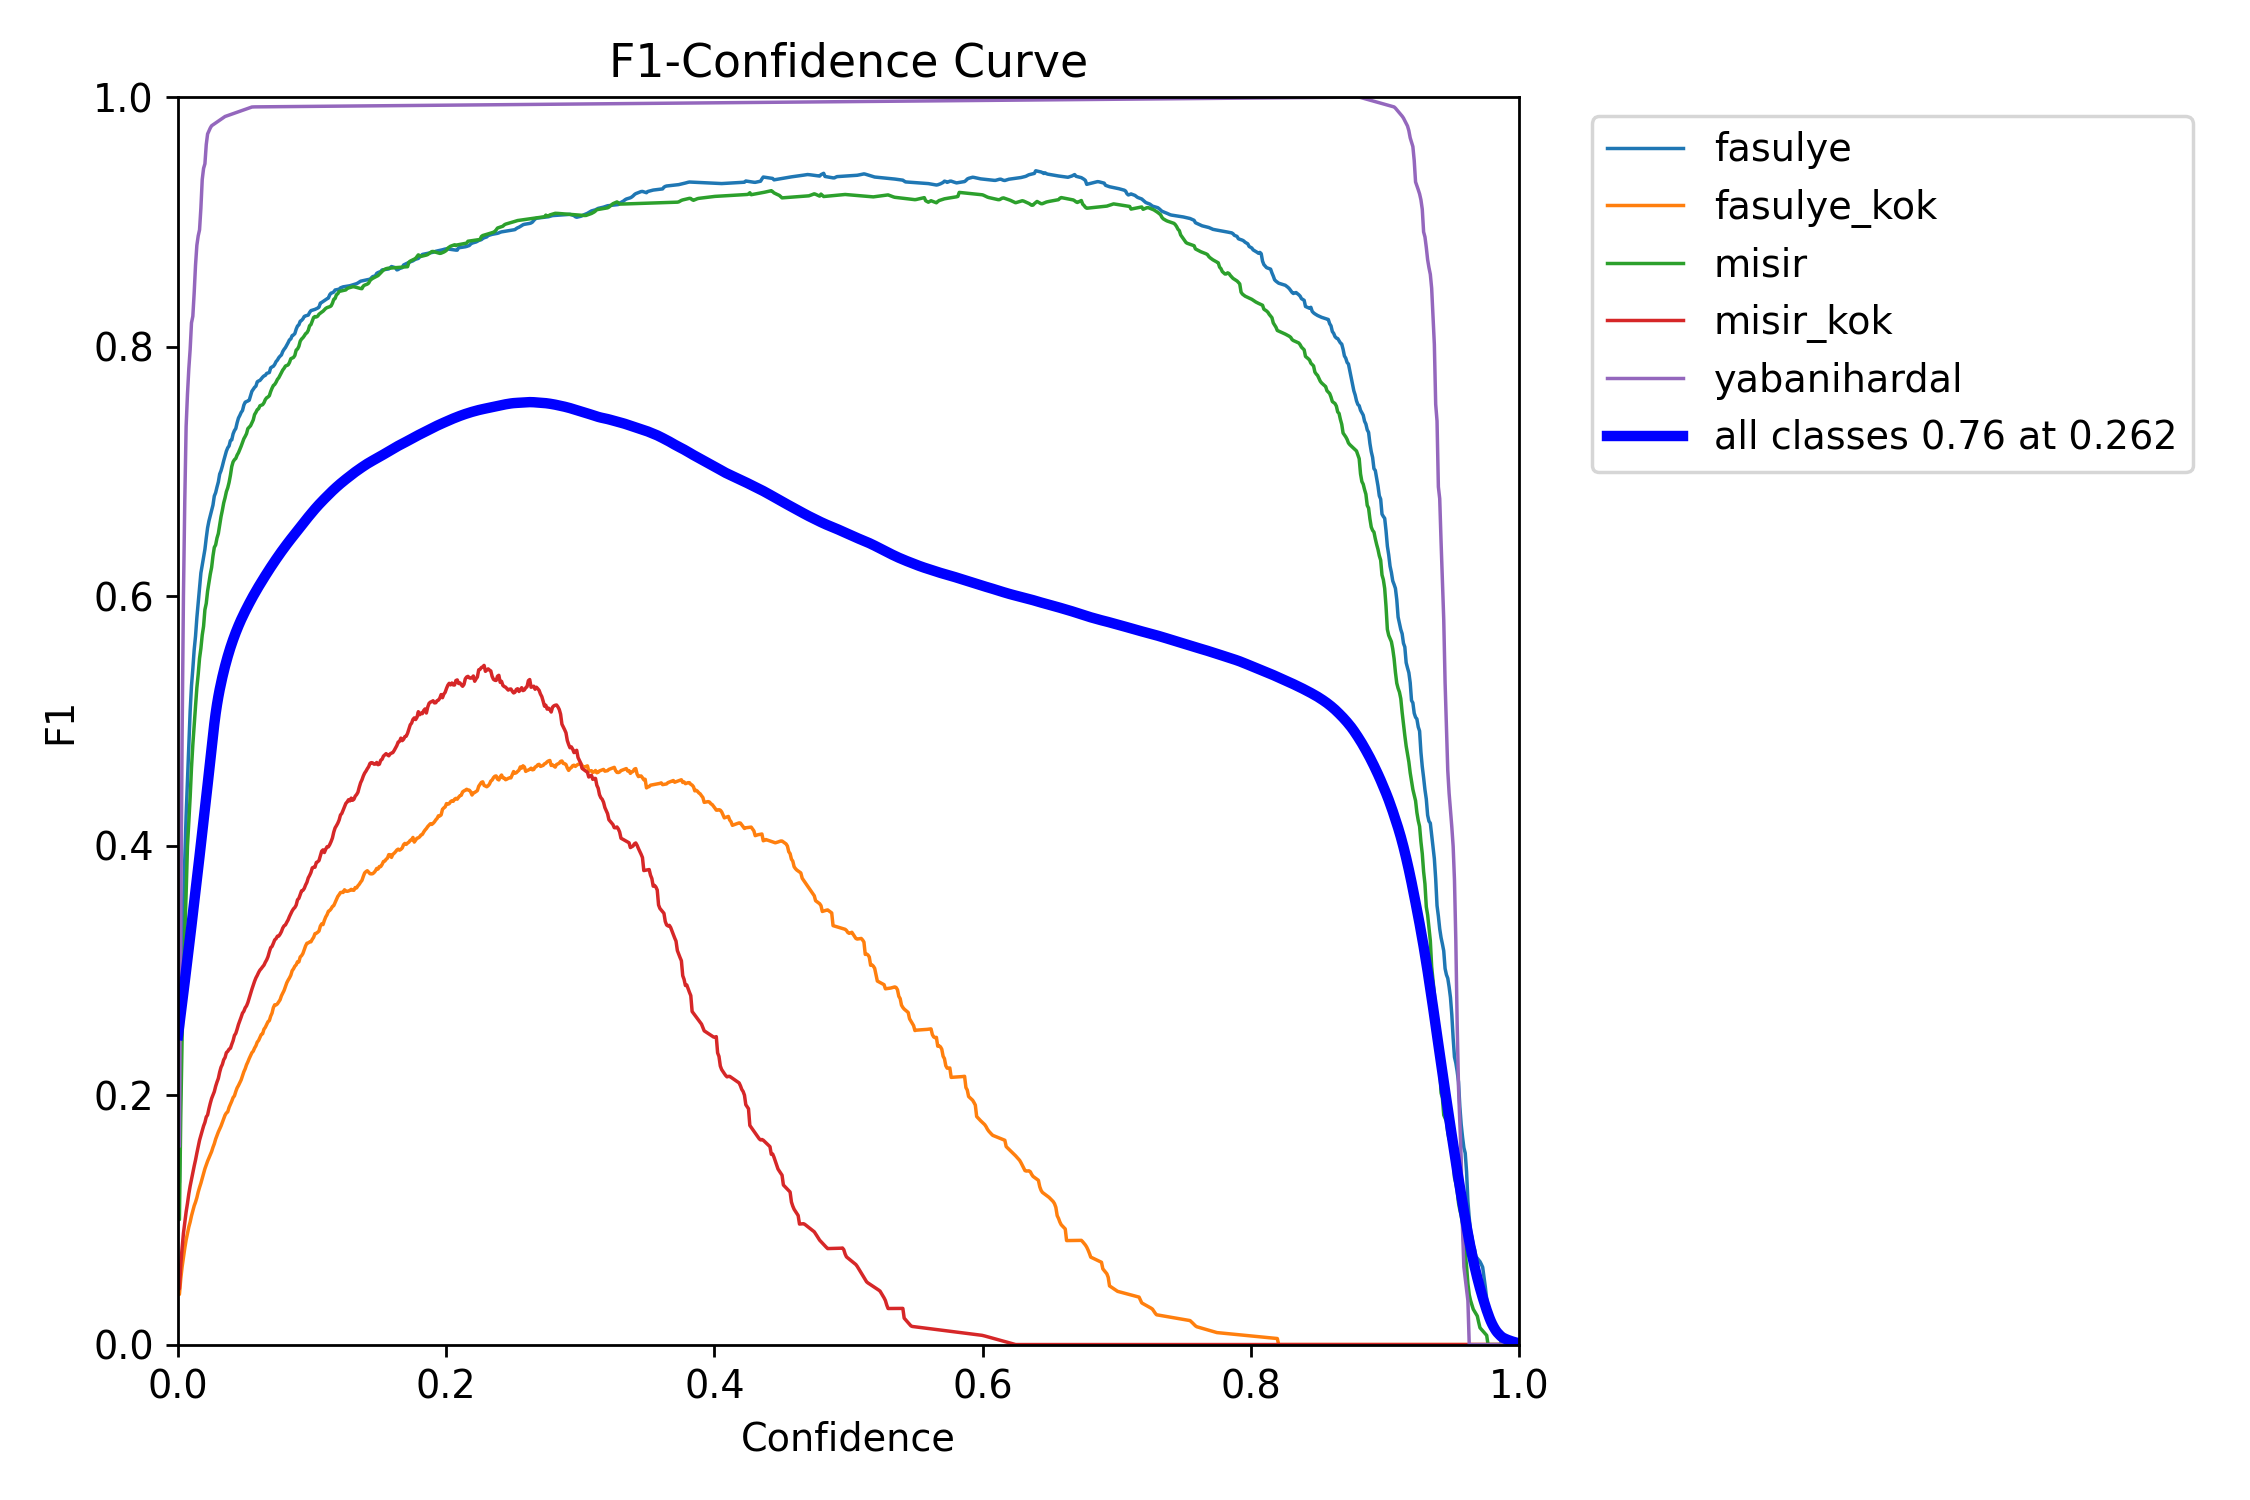 F1-Confidence Curve
1.0
0.8
0.6
0.4
0.2
0.0
F1
0.0 0.2 0.4 0.6 0.8 1.0
Confidence
fasulye
fasulye_kok
misir
misir_kok
yabanihardal
all classes 0.76 at 0.262